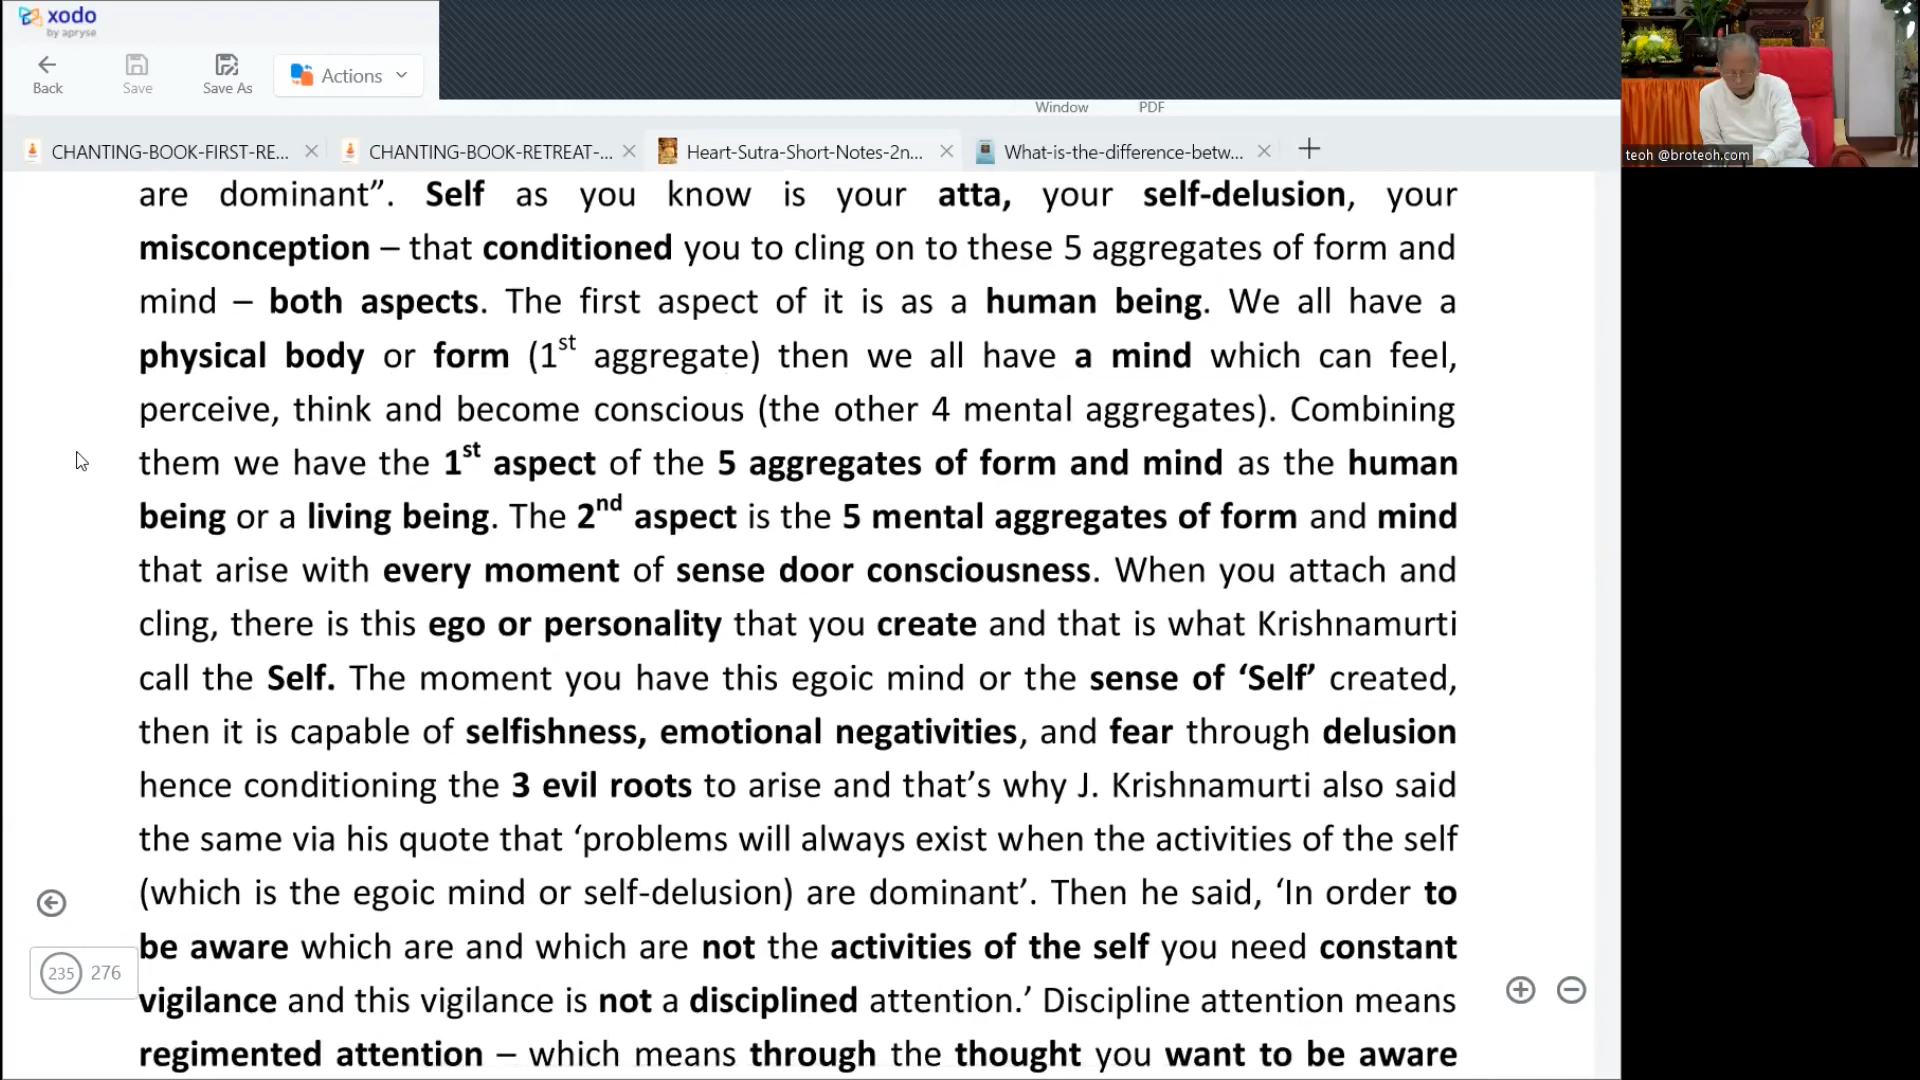 xodo
by apryse
Back
Save
Save As
Actions
Window
PDF
CHANTING-BOOK-FIRST-RE...
CHANTING-BOOK-RETREAT-...
Heart-Sutra-Short-Notes-2n...
What-is-the-difference-betw...
teoh @broteoh.com
are dominant”. Self as you know is your atta, your self-delusion, your
misconception – that conditioned you to cling on to these 5 aggregates of form and
mind – both aspects. The first aspect of it is as a human being. We all have a
physical body or form (1st aggregate) then we all have a mind which can feel,
perceive, think and become conscious (the other 4 mental aggregates). Combining
them we have the 1st aspect of the 5 aggregates of form and mind as the human
being or a living being. The 2nd aspect is the 5 mental aggregates of form and mind
that arise with every moment of sense door consciousness. When you attach and
cling, there is this ego or personality that you create and that is what Krishnamurti
call the Self. The moment you have this egoic mind or the sense of ‘Self’ created,
then it is capable of selfishness, emotional negativities, and fear through delusion
hence conditioning the 3 evil roots to arise and that’s why J. Krishnamurti also said
the same via his quote that ‘problems will always exist when the activities of the self
(which is the egoic mind or self-delusion) are dominant’. Then he said, ‘In order to
be aware which are and which are not the activities of the self you need constant
vigilance and this vigilance is not a disciplined attention.’ Discipline attention means
regimented attention – which means through the thought you want to be aware
235 276